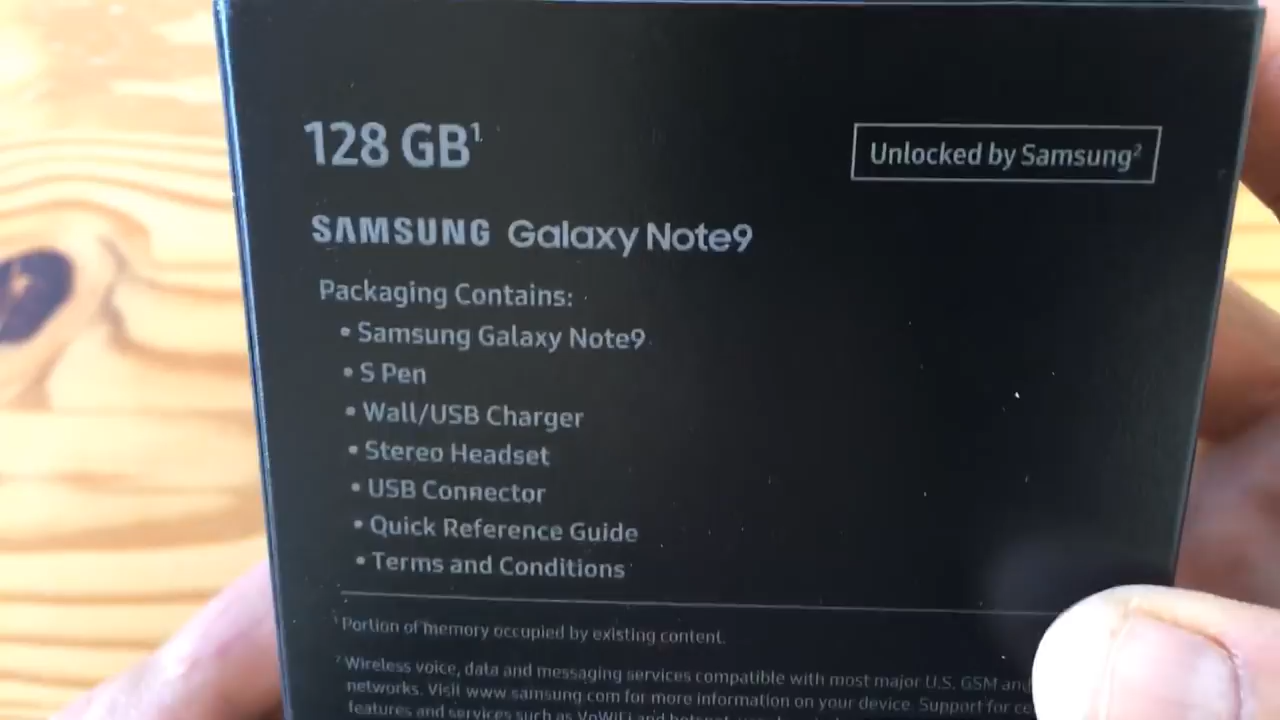 128 GB¹
Unlocked by Samsung²
SAMSUNG Galaxy Note9
Packaging Contains:
• Samsung Galaxy Note9
• S Pen
• Wall/USB Charger
• Stereo Headset
• USB Connector
• Quick Reference Guide
• Terms and Conditions
¹ Portion of memory occupied by existing content.
² Wireless voice, data and messaging services compatible with most major U.S. GSM and
networks. Visit www.samsung.com for more information on your device. Support for
features and services such as VoWiFi and hotspot